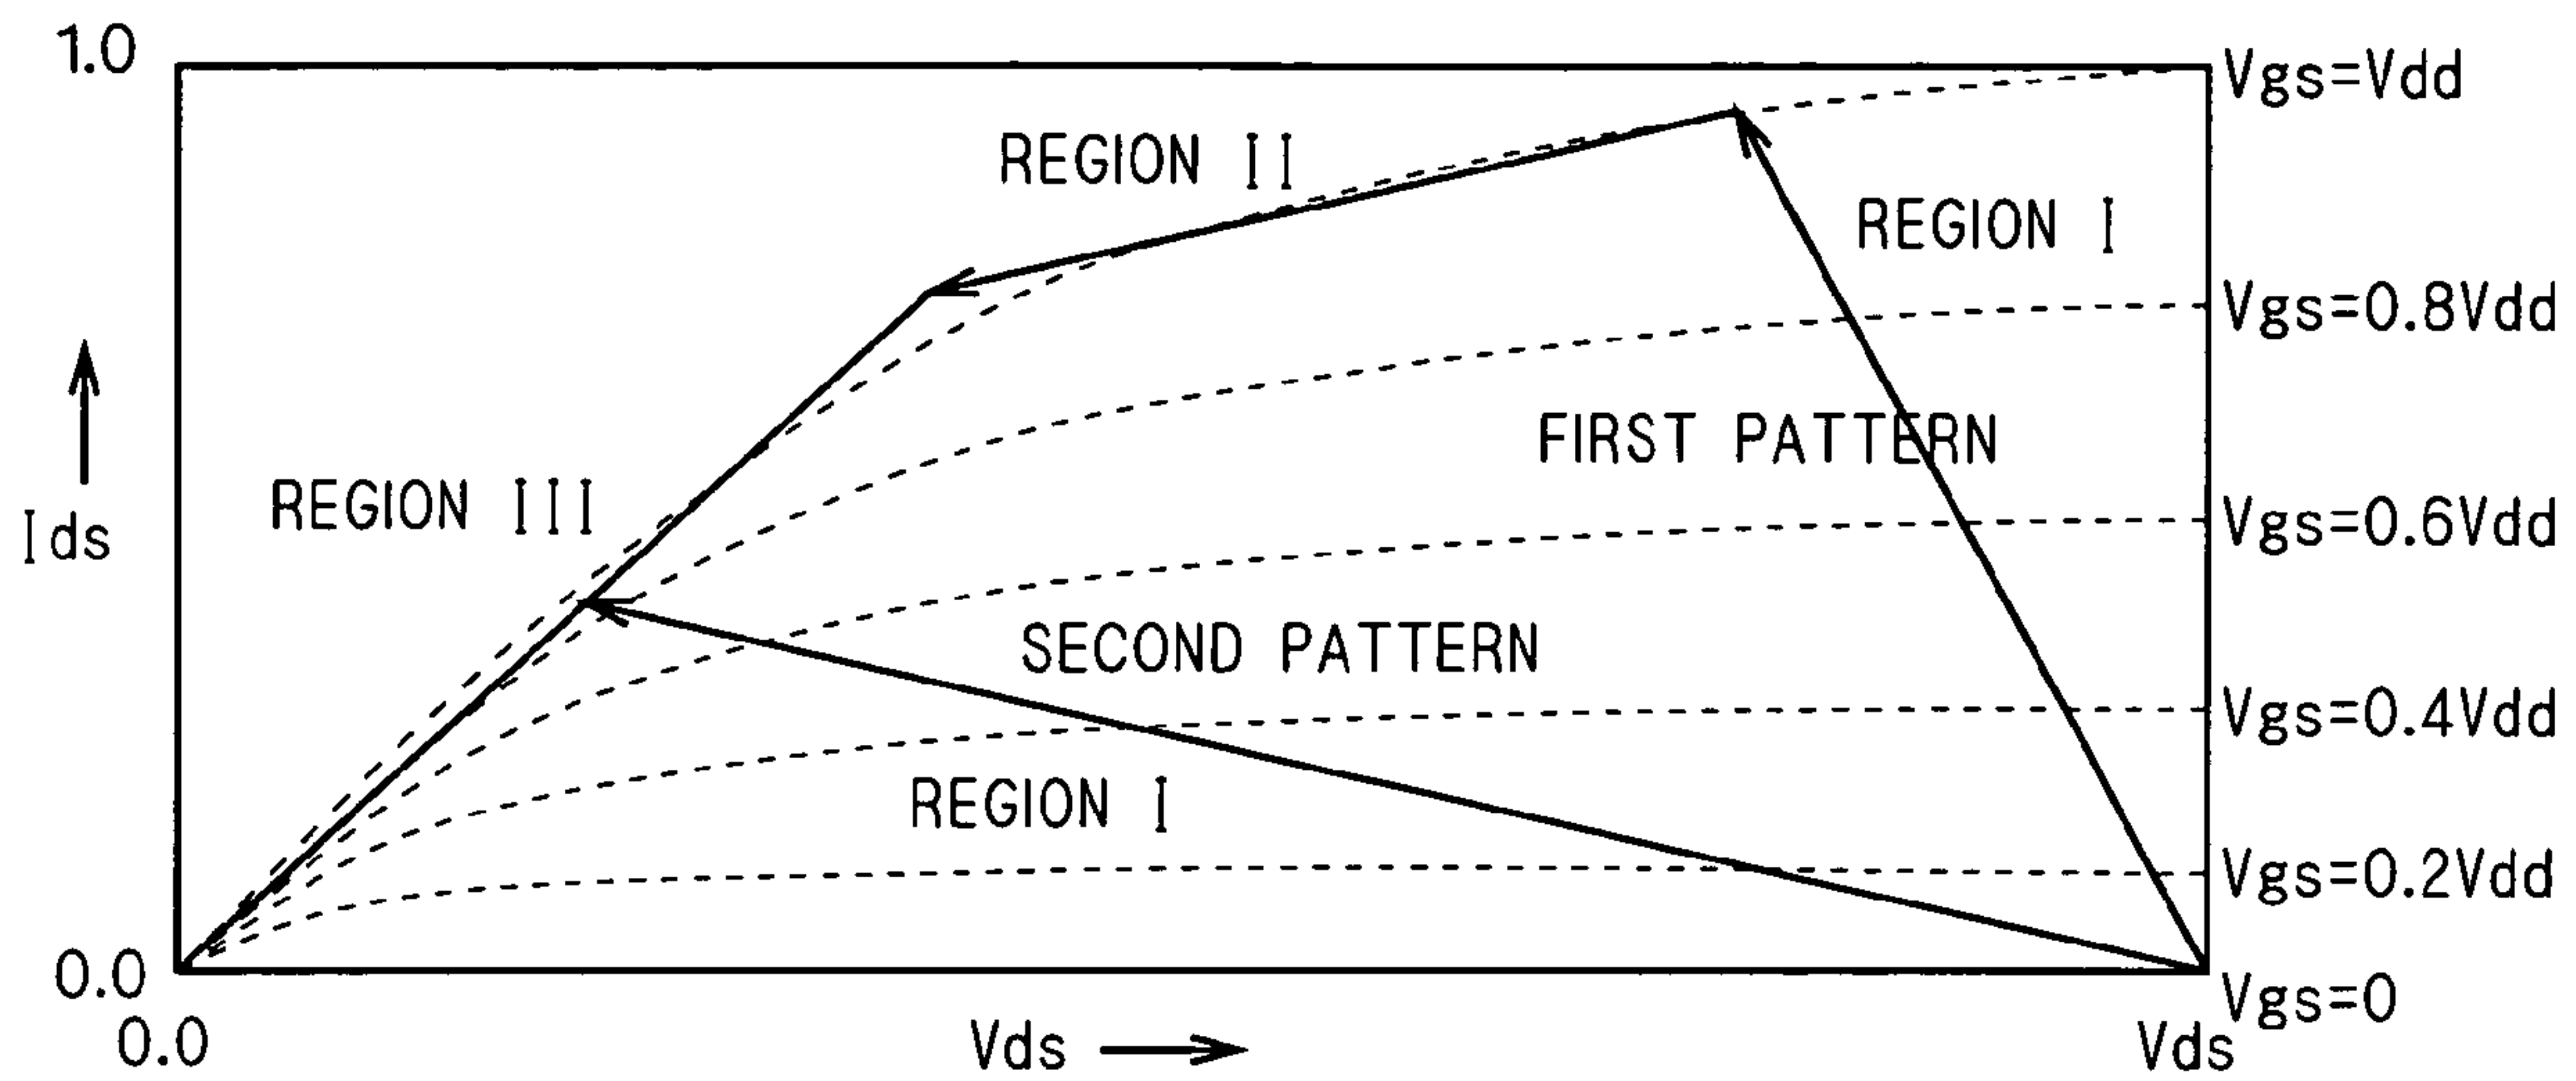 1.0
Vgs=Vdd
REGION II
REGION I
Vgs=0.8Vdd
FIRST PATTERN
REGION III
Ids
Vgs=0.6Vdd
SECOND PATTERN
Vgs=0.4Vdd
REGION I
Vgs=0.2Vdd
0.0
Vgs=0
0.0
Vds
Vds